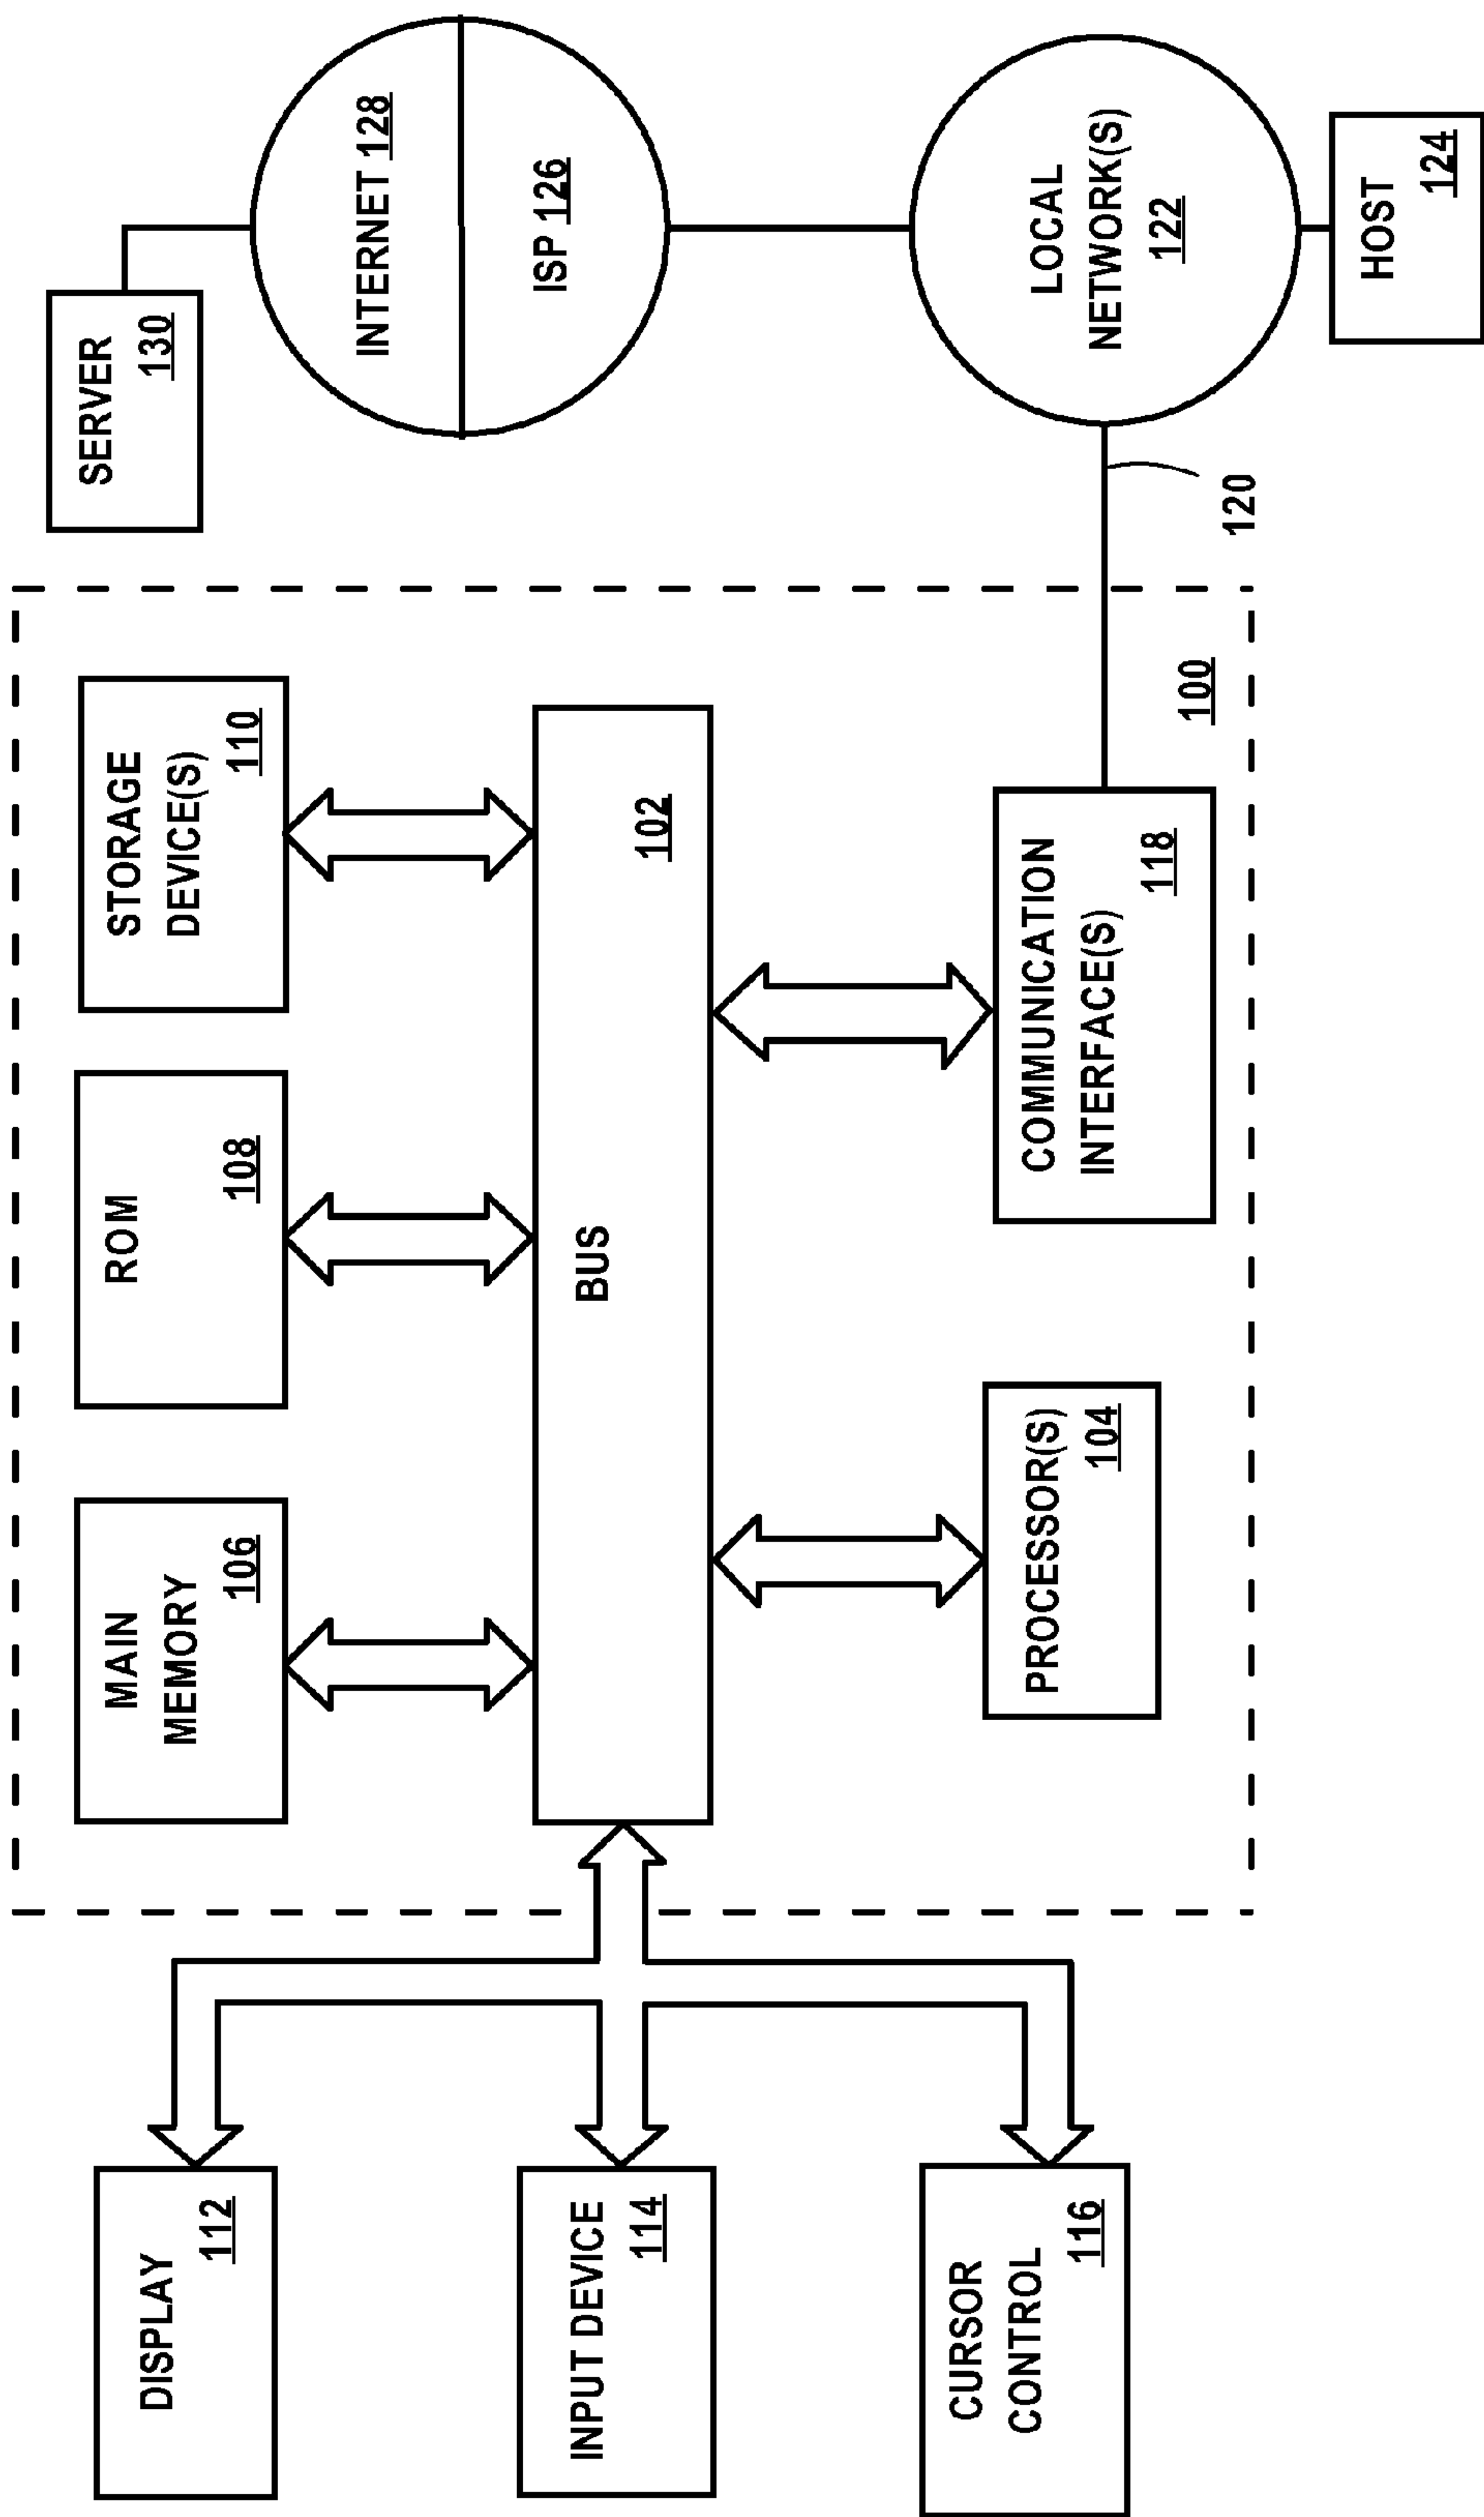 DISPLAY
112
INPUT DEVICE
114
CURSOR
CONTROL
116
MAIN
MEMORY
106
ROM
108
STORAGE
DEVICE(S)
110
BUS
102
PROCESSOR(S)
104
COMMUNICATION
INTERFACE(S)
118
100
120
SERVER
130
INTERNET 128
ISP 126
LOCAL
NETWORK(S)
122
HOST
124